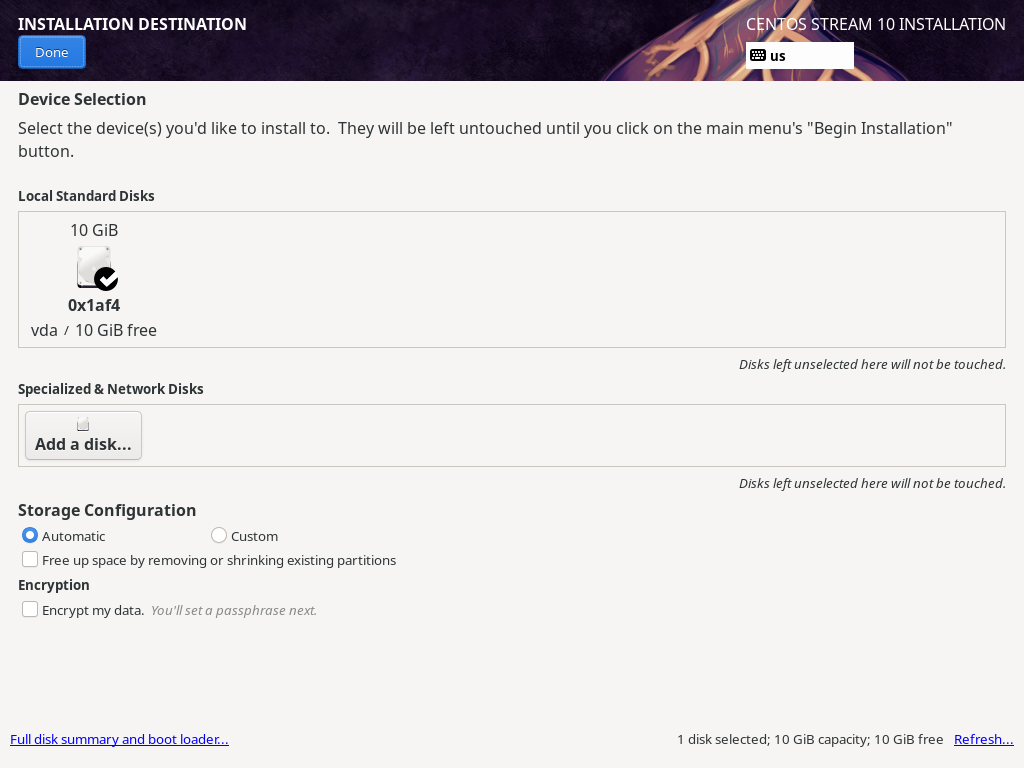 INSTALLATION DESTINATION
CENTOS STREAM 10 INSTALLATION
Done
us
Device Selection
Select the device(s) you'd like to install to.  They will be left untouched until you click on the main menu's "Begin Installation"
button.
Local Standard Disks
10 GiB
0x1af4
vda / 10 GiB free
Disks left unselected here will not be touched.
Specialized & Network Disks
Add a disk...
Disks left unselected here will not be touched.
Storage Configuration
Automatic
Custom
Free up space by removing or shrinking existing partitions
Encryption
Encrypt my data. You'll set a passphrase next.
Full disk summary and boot loader...
1 disk selected; 10 GiB capacity; 10 GiB free
Refresh...